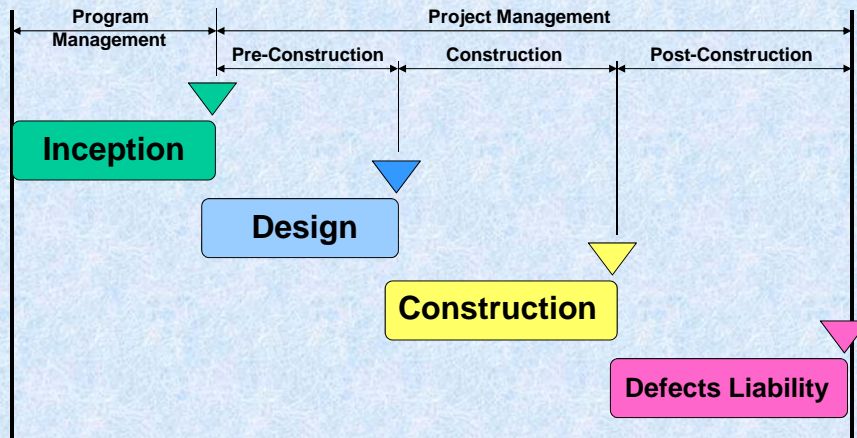 Program
Management
Project Management
Pre-Construction
Construction
Post-Construction
Inception
Design
Construction
Defects Liability